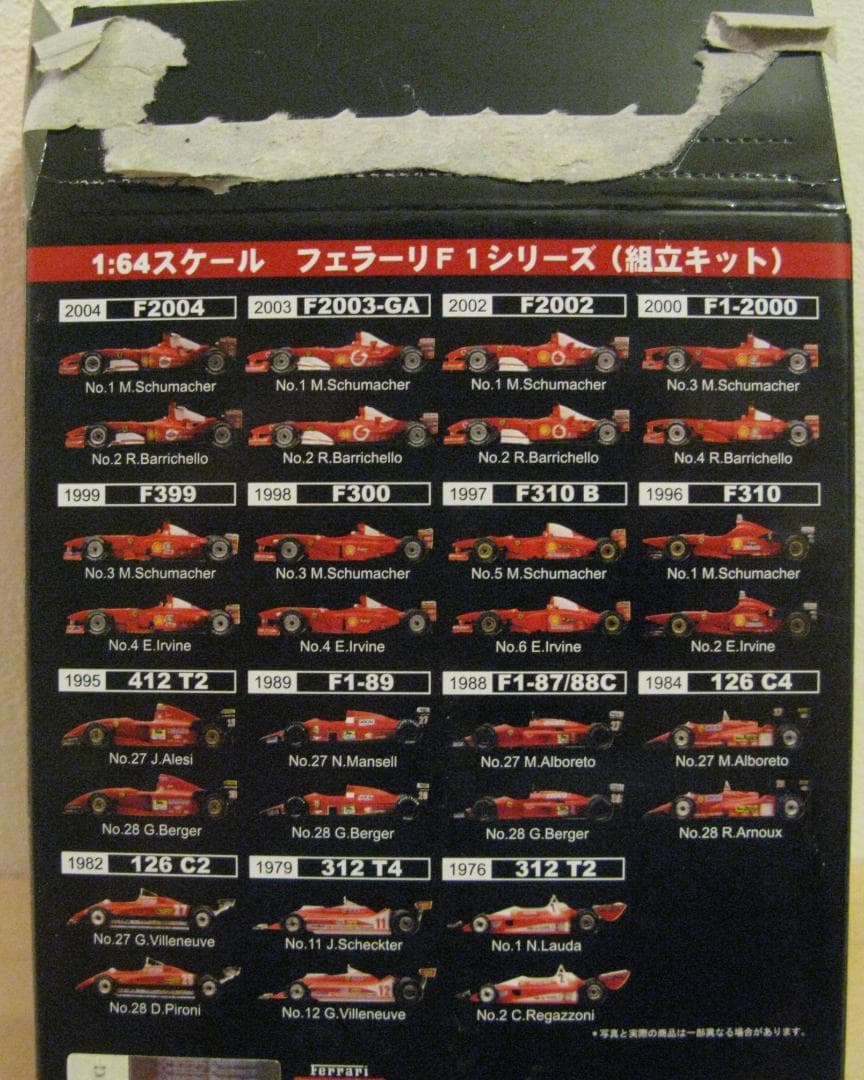 1:64スケール フェラーリF1シリーズ（組立キット）
2004 F2004 2003 F2003-GA 2002 F2002 2000 F1-2000
No.1 M.Schumacher No.1 M.Schumacher No.1 M.Schumacher No.3 M.Schumacher
No.2 R.Barrichello No.2 R.Barrichello No.2 R.Barrichello No.4 R.Barrichello
1999 F399 1998 F300 1997 F310 B 1996 F310
No.3 M.Schumacher No.3 M.Schumacher No.5 M.Schumacher No.1 M.Schumacher
No.4 E.Irvine No.4 E.Irvine No.6 E.Irvine No.2 E.Irvine
1995 412 T2 1989 F1-89 1988 F1-87/88C 1984 126 C4
No.27 J.Alesi No.27 N.Mansell No.27 M.Alboreto No.27 M.Alboreto
No.28 G.Berger No.28 G.Berger No.28 G.Berger No.28 R.Arnoux
1982 126 C2 1979 312 T4 1976 312 T2
No.27 G.Villeneuve No.11 J.Scheckter No.1 N.Lauda
No.28 D.Pironi No.12 G.Villeneuve No.2 C.Regazzoni
*写真と実際の商品は一部異なる場合があります。
Ferrari